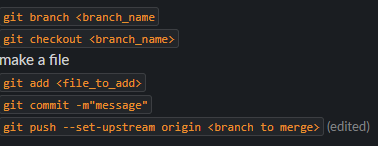 git branch <branch_name
git checkout <branch_name>
make a file
git add <file_to_add>
git commit -m"message"
git push --set-upstream origin <branch to merge> (edited)